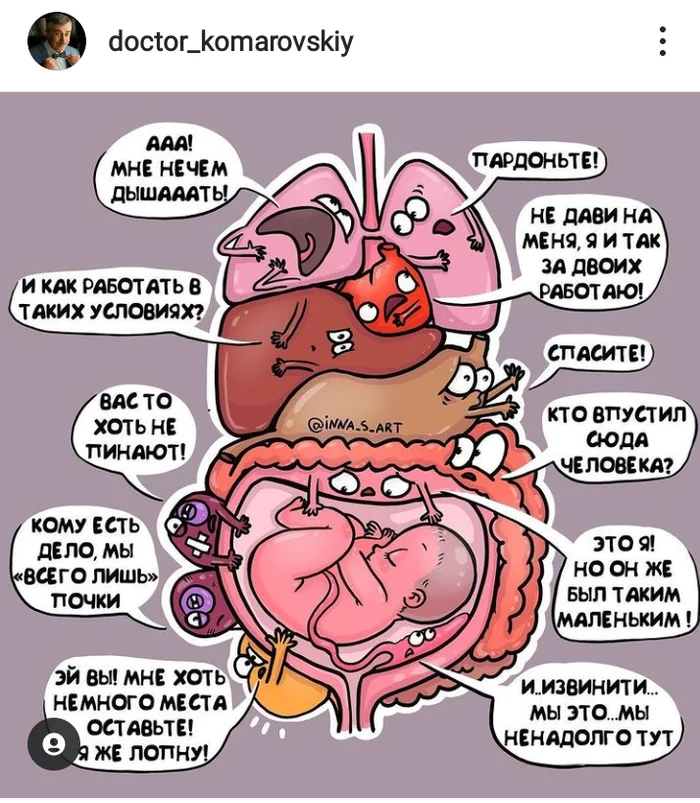 doctor_komarovskiy
ААА!
МНЕ НЕЧЕМ
ДЫШАААТЬ!
ПАРДОНЬТЕ!
НЕ ДАВИ НА
МЕНЯ, Я И ТАК
ЗА ДВОИХ
РАБОТАЮ!
И КАК РАБОТАТЬ В
ТАКИХ УСЛОВИЯХ?
СПАСИТЕ!
ВАС ТО
ХОТЬ НЕ
ПИНАЮТ!
@iNNA_S_ART
КТО ВПУСТИЛ
СЮДА
ЧЕЛОВЕКА?
КОМУ ЕСТЬ
ДЕЛО, МЫ
«ВСЕГО ЛИШЬ»
ПОЧКИ
ЭТО Я!
НО ОН ЖЕ
БЫЛ ТАКИМ
МАЛЕНЬКИМ!
ЭЙ ВЫ! МНЕ ХОТЬ
НЕМНОГО МЕСТА
ОСТАВЬТЕ!
Я ЖЕ ЛОПНУ!
И..ИЗВИНИТИ...
МЫ ЭТО...МЫ
НЕНАДОЛГО ТУТ